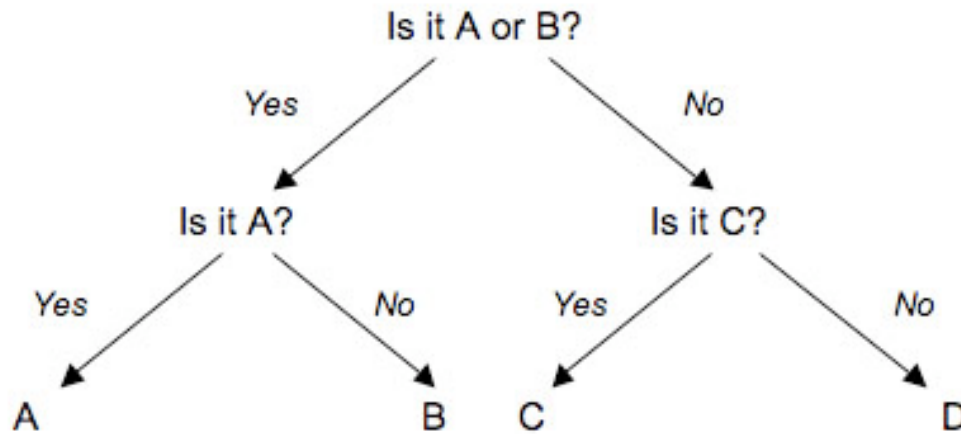 Is it A or B?
Yes
No
Is it A?
Is it C?
Yes
No
Yes
No
A
B
C
D